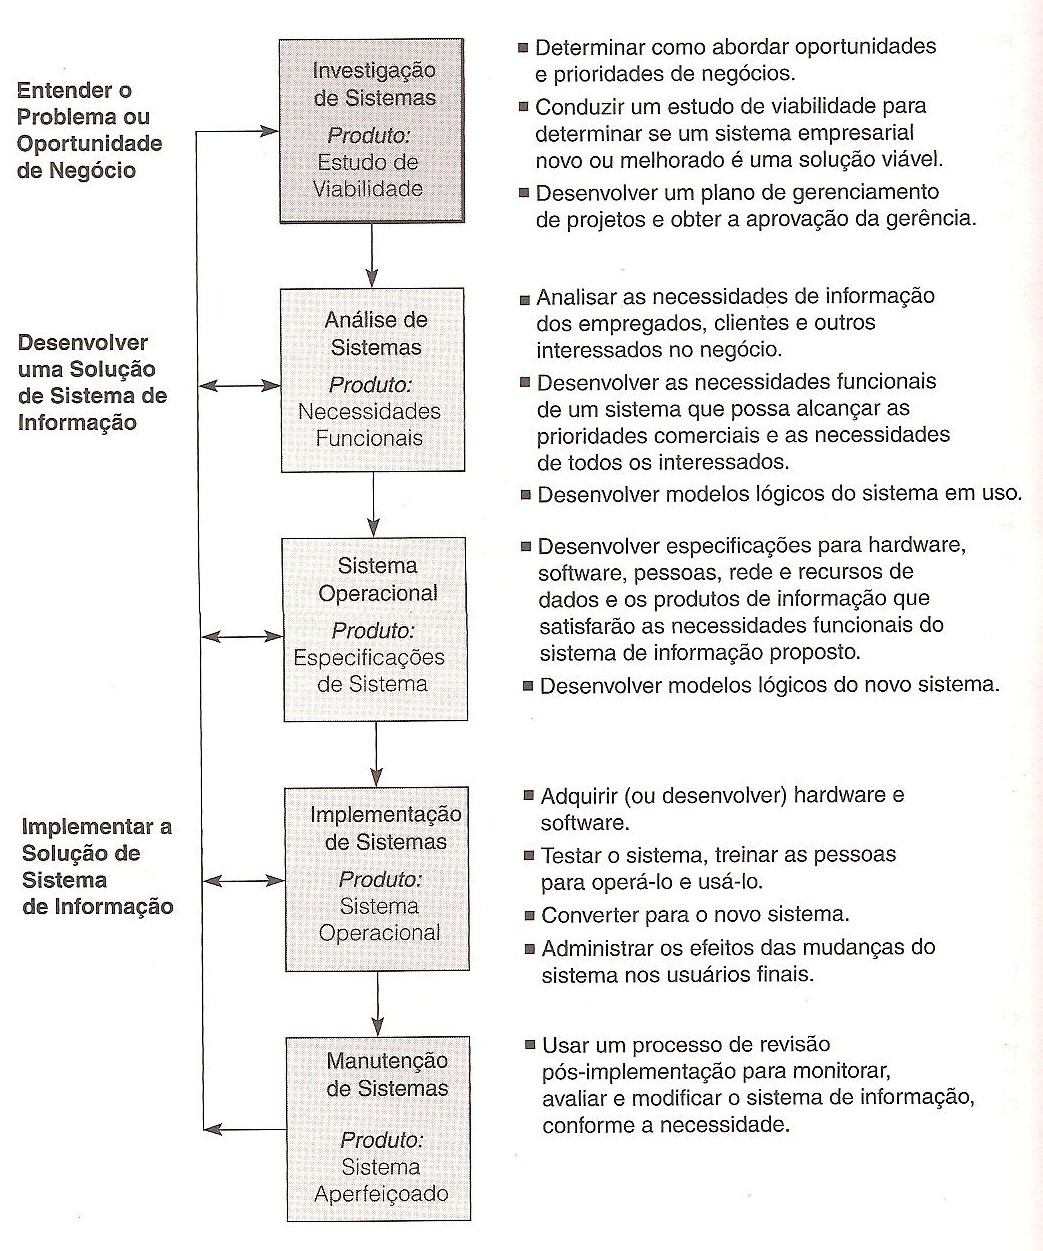 Entender o
Problema ou
Oportunidade
de Negócio
Investigação
de Sistemas
Produto:
Estudo de
Viabilidade
■ Determinar como abordar oportunidades
e prioridades de negócios.
■ Conduzir um estudo de viabilidade para
determinar se um sistema empresarial
novo ou melhorado é uma solução viável.
■ Desenvolver um plano de gerenciamento
de projetos e obter a aprovação da gerência.
Desenvolver
uma Solução
de Sistema de
Informação
Análise de
Sistemas
Produto:
Necessidades
Funcionais
■ Analisar as necessidades de informação
dos empregados, clientes e outros
interessados no negócio.
■ Desenvolver as necessidades funcionais
de um sistema que possa alcançar as
prioridades comerciais e as necessidades
de todos os interessados.
■ Desenvolver modelos lógicos do sistema em uso.
Sistema
Operacional
Produto:
Especificações
de Sistema
■ Desenvolver especificações para hardware,
software, pessoas, rede e recursos de
dados e os produtos de informação que
satisfarão as necessidades funcionais do
sistema de informação proposto.
■ Desenvolver modelos lógicos do novo sistema.
Implementar a
Solução de
Sistema
de Informação
Implementação
de Sistemas
Produto:
Sistema
Operacional
■ Adquirir (ou desenvolver) hardware e
software.
■ Testar o sistema, treinar as pessoas
para operá-lo e usá-lo.
■ Converter para o novo sistema.
■ Administrar os efeitos das mudanças do
sistema nos usuários finais.
Manutenção
de Sistemas
Produto:
Sistema
Aperfeiçoado
■ Usar um processo de revisão
pós-implementação para monitorar,
avaliar e modificar o sistema de informação,
conforme a necessidade.